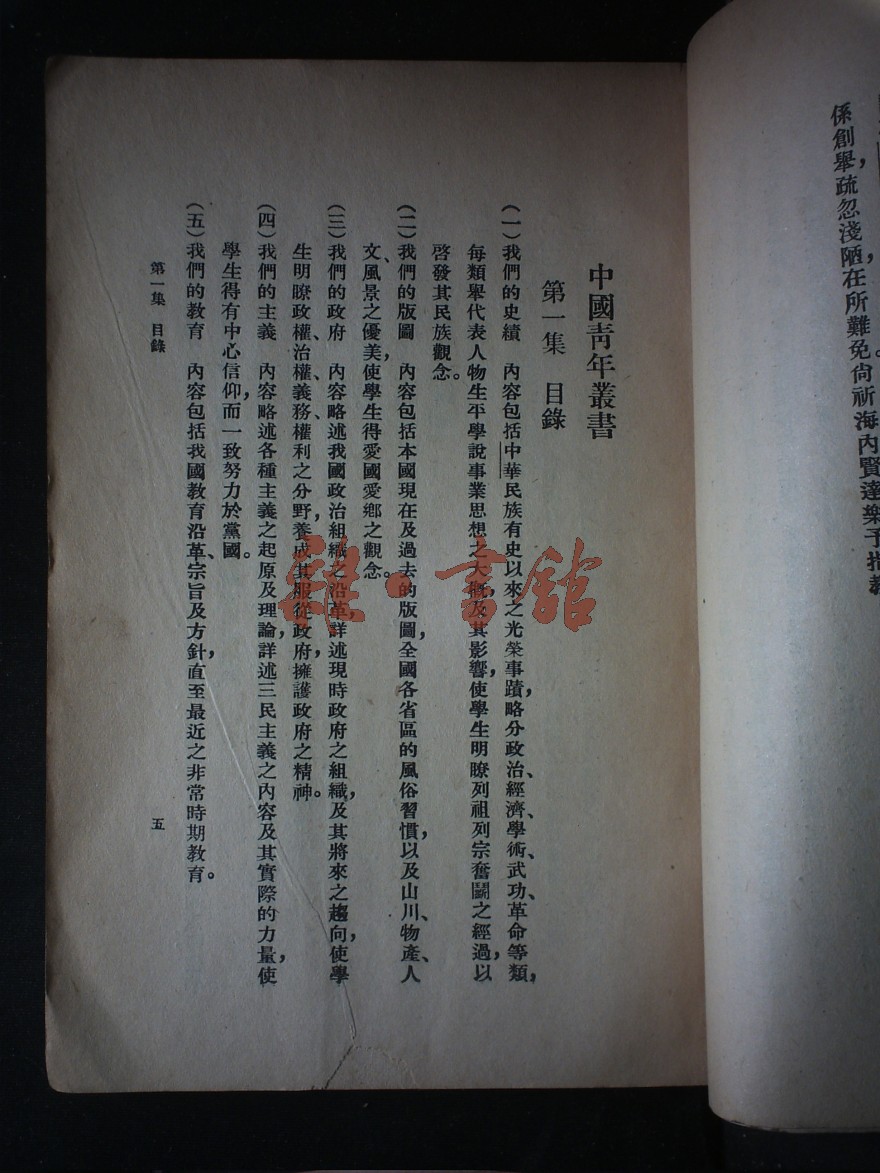 係創舉，疏忽淺陋，在所難免。尚祈海內賢達樂予指教
中國靑年叢書
第一集　目錄
（一）我們的史績　內容包括中華民族有史以來之光榮事蹟，略分政治、經濟、學術、武功、革命等類，
每類舉代表人物生平學說事業思想之大概，及其影響，使學生明瞭列祖列宗奮鬭之經過，以
啓發其民族觀念。
（二）我們的版圖　內容包括本國現在及過去的版圖，全國各省區的風俗習慣，以及山川、物產、人
文、風景之優美，使學生得愛國愛鄉之觀念。
（三）我們的政府　內容略述我國政治組織之沿革，詳述現時政府之組織，及其將來之趨向，使學
生明瞭政權、治權、義務、權利之分野，養成其服從政府，擁護政府之精神。
（四）我們的主義　內容略述各種主義之起原及理論，詳述三民主義之內容及其實際的力量，使
學生得有中心信仰，而一致努力於黨國。
（五）我們的教育　內容包括我國教育沿革、宗旨及方針，直至最近之非常時期教育。
第一集　目錄
五
雜·書館